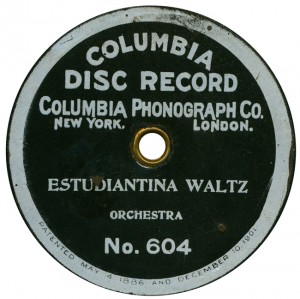 COLUMBIA
DISC RECORD
COLUMBIA PHONOGRAPH CO.
NEW YORK. LONDON.
ESTUDIANTINA WALTZ
ORCHESTRA
No. 604
PATENTED MAY 4, 1886 AND DECEMBER 10, 1901.